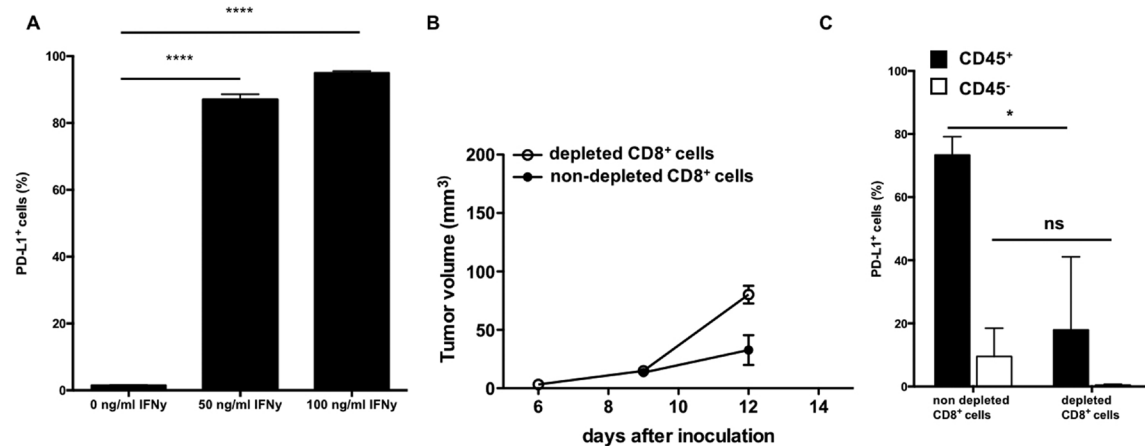 A
****
****
PD-L1+ cells (%)
100
80
60
40
20
0
0 ng/ml IFNy
50 ng/ml IFNy
100 ng/ml IFNy
B
depleted CD8+ cells
non-depleted CD8+ cells
Tumor volume (mm3)
200
150
100
50
0
6
8
10
12
14
days after inoculation
C
CD45+
CD45-
*
ns
PD-L1+ cells (%)
100
80
60
40
20
0
non depleted
CD8+ cells
depleted
CD8+ cells